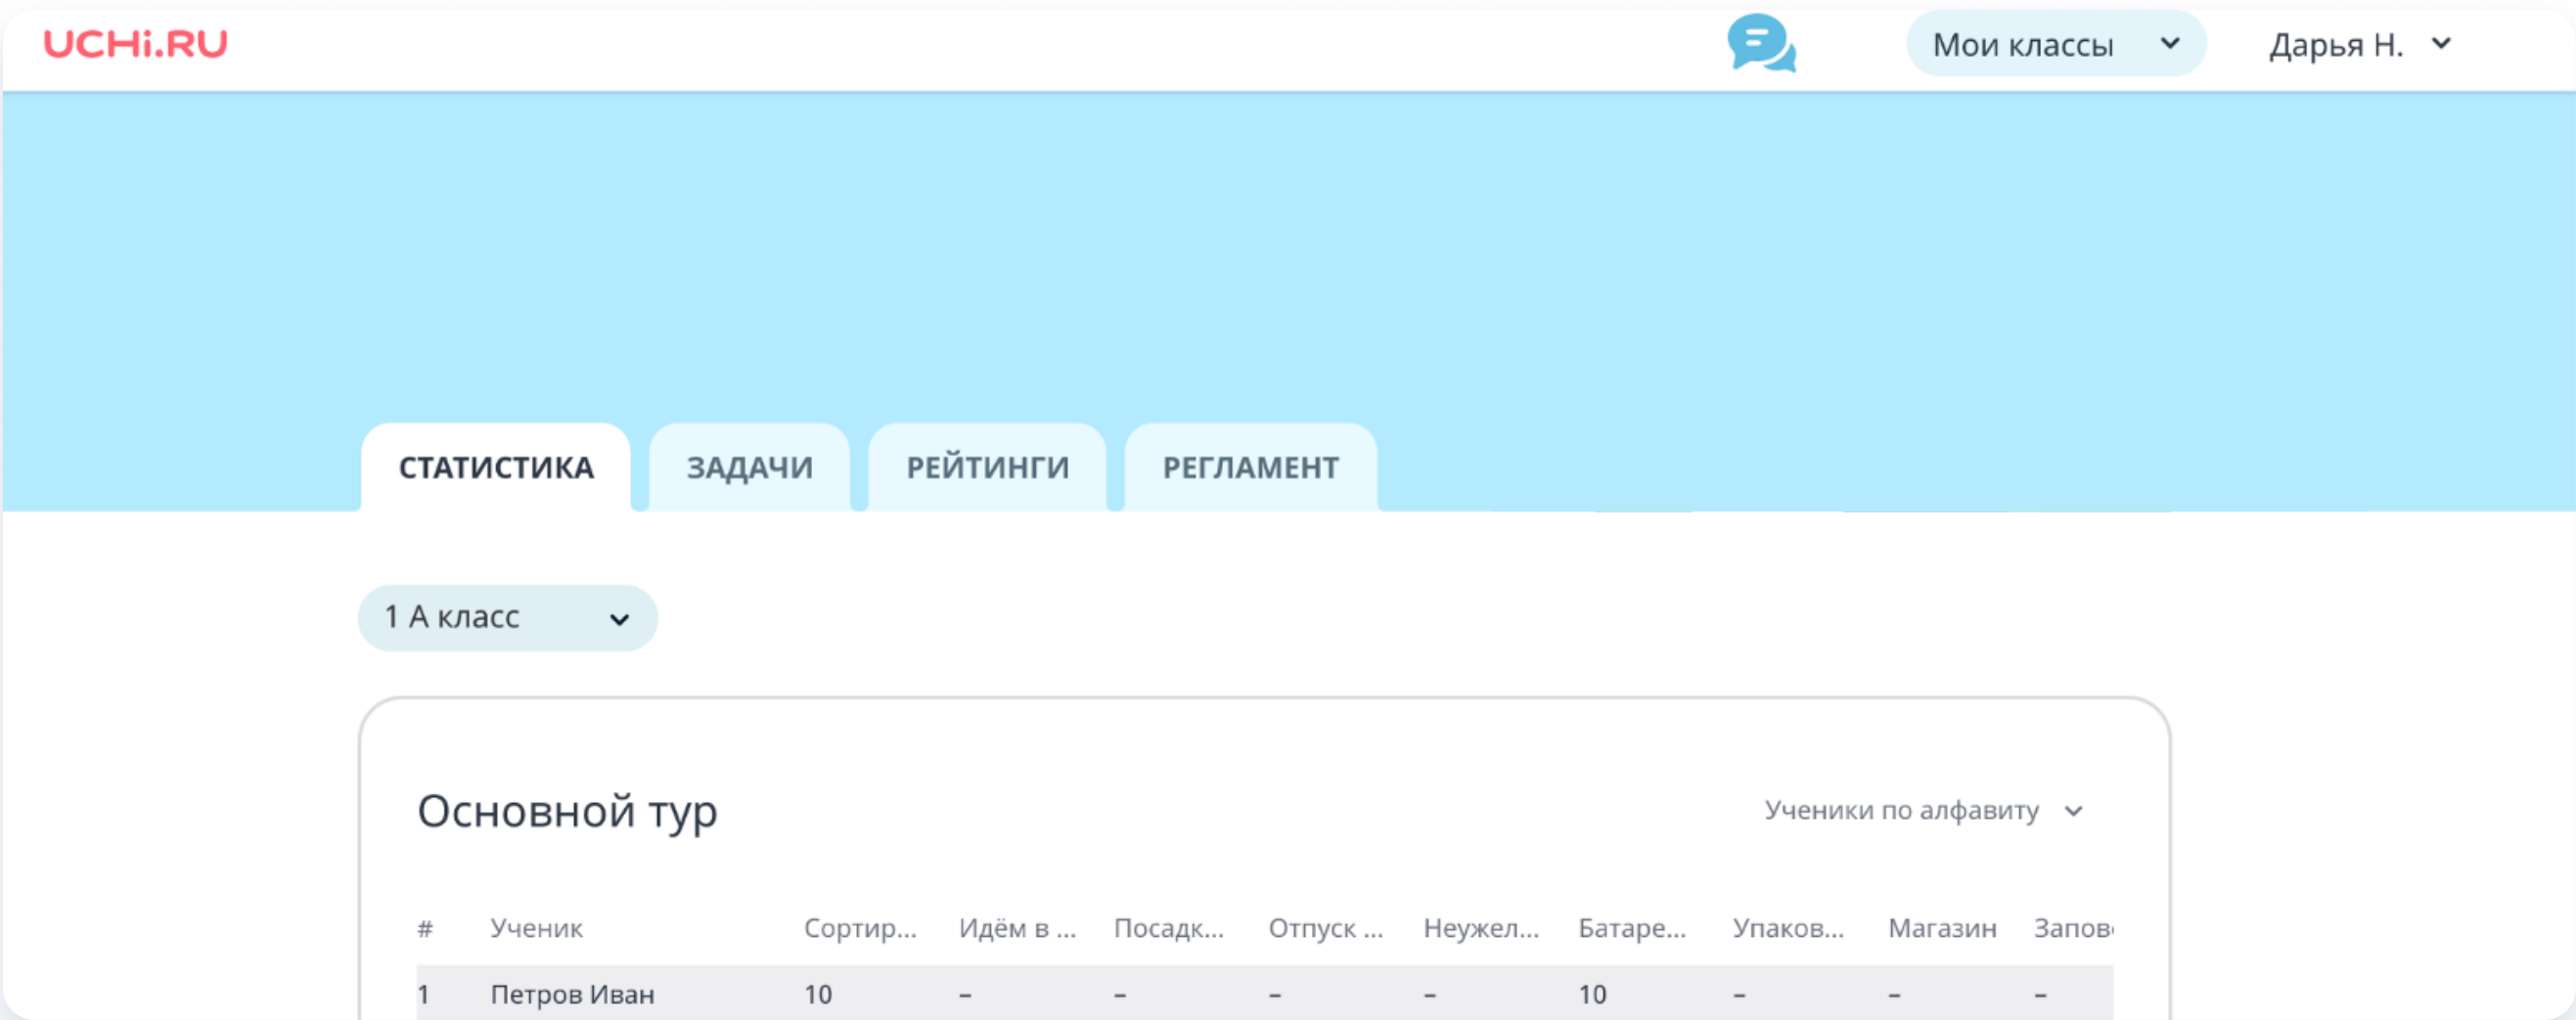 UCHi.RU Мои классы Дарья Н.
СТАТИСТИКА ЗАДАЧИ РЕЙТИНГИ РЕГЛАМЕНТ
1 А класс
Основной тур Ученики по алфавиту
# Ученик Сортир... Идём в ... Посадк... Отпуск ... Неужел... Батаре... Упаков... Магазин Запов
1 Петров Иван 10 – – – – 10 – – –